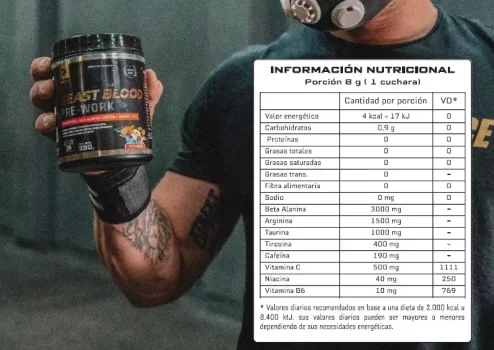 BEAST BLOOD
PRE-WORK
INFORMACIÓN NUTRICIONAL
Porción 8 g ( 1 cuchara)
Cantidad por porción VD*
Valor energético 4 kcal = 17 kJ 0
Carbohidratos 0,9 g 0
Proteínas 0 0
Grasas totales 0 0
Grasas saturadas 0 0
Grasas trans. 0 -
Fibra alimentaria 0 0
Sodio 0 mg 0
Beta Alanina 3000 mg -
Arginina 1500 mg -
Taurina 1000 mg -
Tirosina 400 mg -
Cafeína 190 mg -
Vitamina C 500 mg 1111
Niacina 40 mg 250
Vitamina B6 10 mg 769
* Valores diarios recomendados en base a una dieta de 2.000 kcal u
8.400 ktJ. sus valores diarios pueden ser mayores o menores
dependiendo de sus necesidades energéticas.